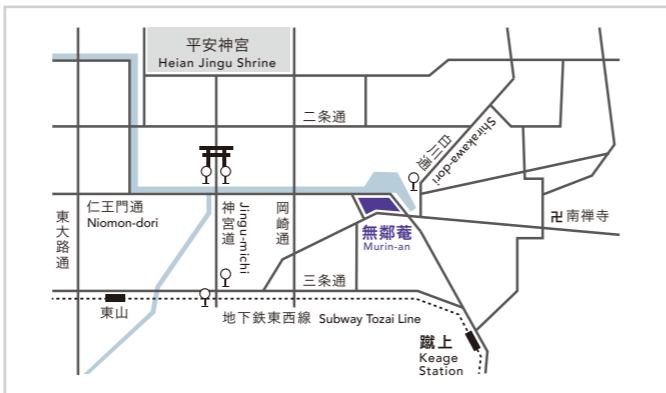 平安神宮
Heian Jingu Shrine
二条通
白川通
Shirakawa-dori
東大路通
仁王門通
Niomon-dori
神宮道
Jingu-michi
岡崎通
無鄰菴
Murin-an
卍南禅寺
三条通
東山
地下鉄東西線 Subway Tozai Line
蹴上
Keage
Station